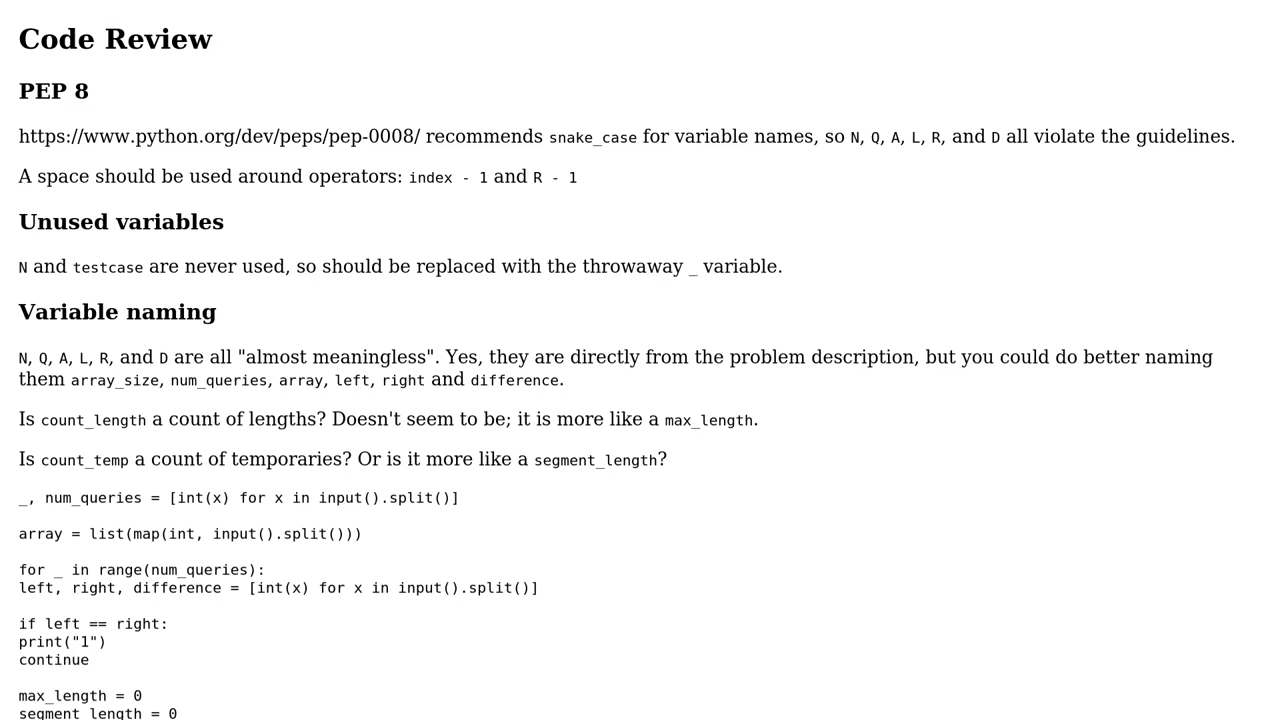 Code Review
PEP 8
https://www.python.org/dev/peps/pep-0008/ recommends snake_case for variable names, so N, Q, A, L, R, and D all violate the guidelines.
A space should be used around operators: index - 1 and R - 1
Unused variables
N and testcase are never used, so should be replaced with the throwaway _ variable.
Variable naming
N, Q, A, L, R, and D are all "almost meaningless". Yes, they are directly from the problem description, but you could do better naming
them array_size, num_queries, array, left, right and difference.
Is count_length a count of lengths? Doesn't seem to be; it is more like a max_length.
Is count_temp a count of temporaries? Or is it more like a segment_length?
_, num_queries = [int(x) for x in input().split()]
array = list(map(int, input().split()))
for _ in range(num_queries):
left, right, difference = [int(x) for x in input().split()]
if left == right:
print("1")
continue
max_length = 0
segment_length = 0